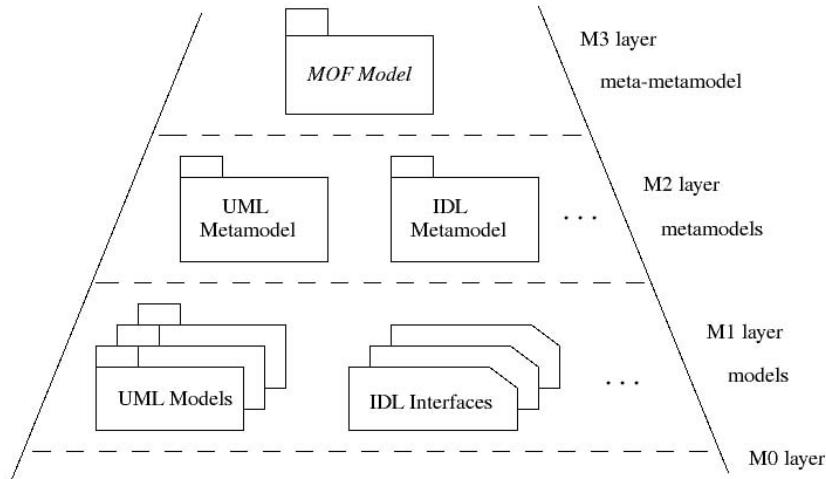 M3 layer
MOF Model
meta-metamodel
M2 layer
UML
Metamodel
IDL
Metamodel
. . .
metamodels
M1 layer
models
UML Models
IDL Interfaces
. . .
M0 layer